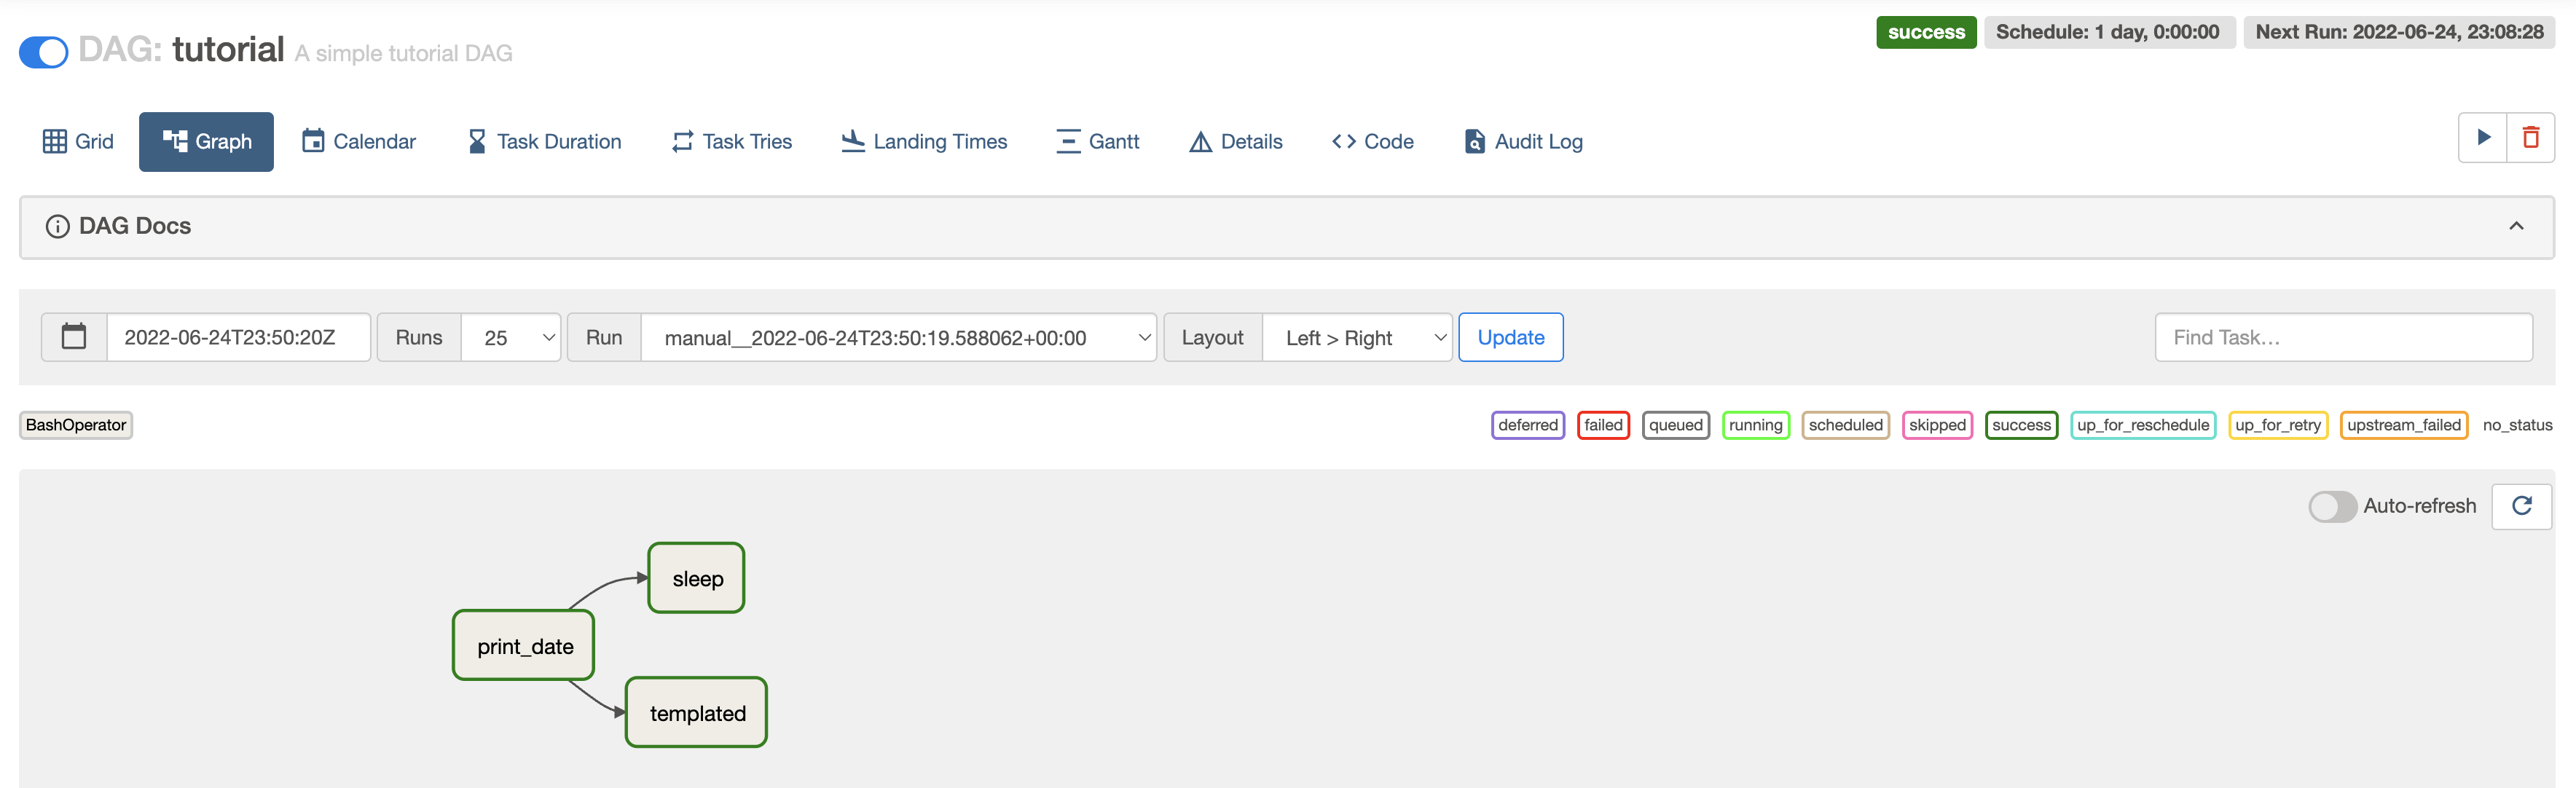 DAG: tutorial A simple tutorial DAG
success Schedule: 1 day, 0:00:00 Next Run: 2022-06-24, 23:08:28
Grid Graph Calendar Task Duration Task Tries Landing Times Gantt Details Code Audit Log
DAG Docs
2022-06-24T23:50:20Z Runs 25 Run manual__2022-06-24T23:50:19.588062+00:00 Layout Left > Right Update Find Task...
BashOperator deferred failed queued running scheduled skipped success up_for_reschedule up_for_retry upstream_failed no_status
Auto-refresh
sleep
print_date
templated